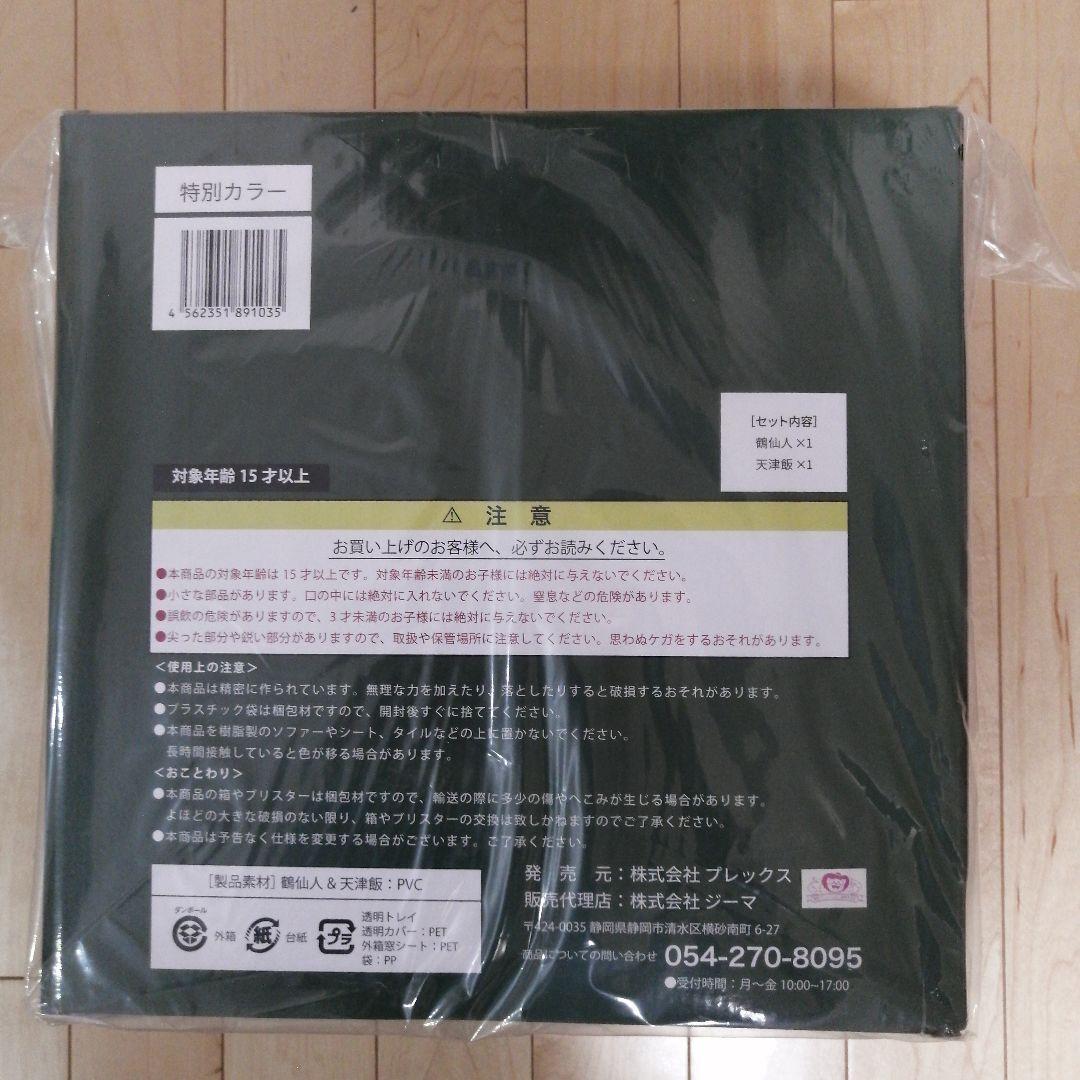 特別カラー
4 562351 891035
[セット内容]
鶴仙人×1
天津飯×1
対象年齢 15才以上
⚠ 注 意
お買い上げのお客様へ、必ずお読みください。
●本商品の対象年齢は15才以上です。対象年齢未満のお子様には絶対に与えないでください。
●小さな部品があります。口の中には絶対に入れないでください。窒息などの危険があります。
●誤飲の危険がありますので、3才未満のお子様には絶対に与えないでください。
●尖った部分や鋭い部分がありますので、取扱や保管場所に注意してください。思わぬケガをするおそれがあります。
＜使用上の注意＞
●本商品は精密に作られています。無理な力を加えたり、落としたりすると破損するおそれがあります。
●プラスチック袋は梱包材ですので、開封後すぐに捨ててください。
●本商品を樹脂製のソファーやシート、タイルなどの上に置かないでください。
長時間接触していると色が移る場合があります。
＜おことわり＞
●本商品の箱やブリスターは梱包材ですので、輸送の際に多少の傷やへこみが生じる場合があります。
よほどの大きな破損のない限り、箱やブリスターの交換は致しかねますのでご了承ください。
●本商品は予告なく仕様を変更する場合がございます。ご了承ください。
[製品素材] 鶴仙人&天津飯：PVC
ダンボール
外箱
紙
台紙
プラ
透明トレイ
透明カバー：PET
外箱窓シート：PET
袋：PP
発 売 元：株式会社 プレックス
販売代理店：株式会社 ジーマ
〒424-0035 静岡県静岡市清水区横砂南町 6-27
商品についての問い合わせ 054-270-8095
●受付時間：月〜金 10:00~17:00